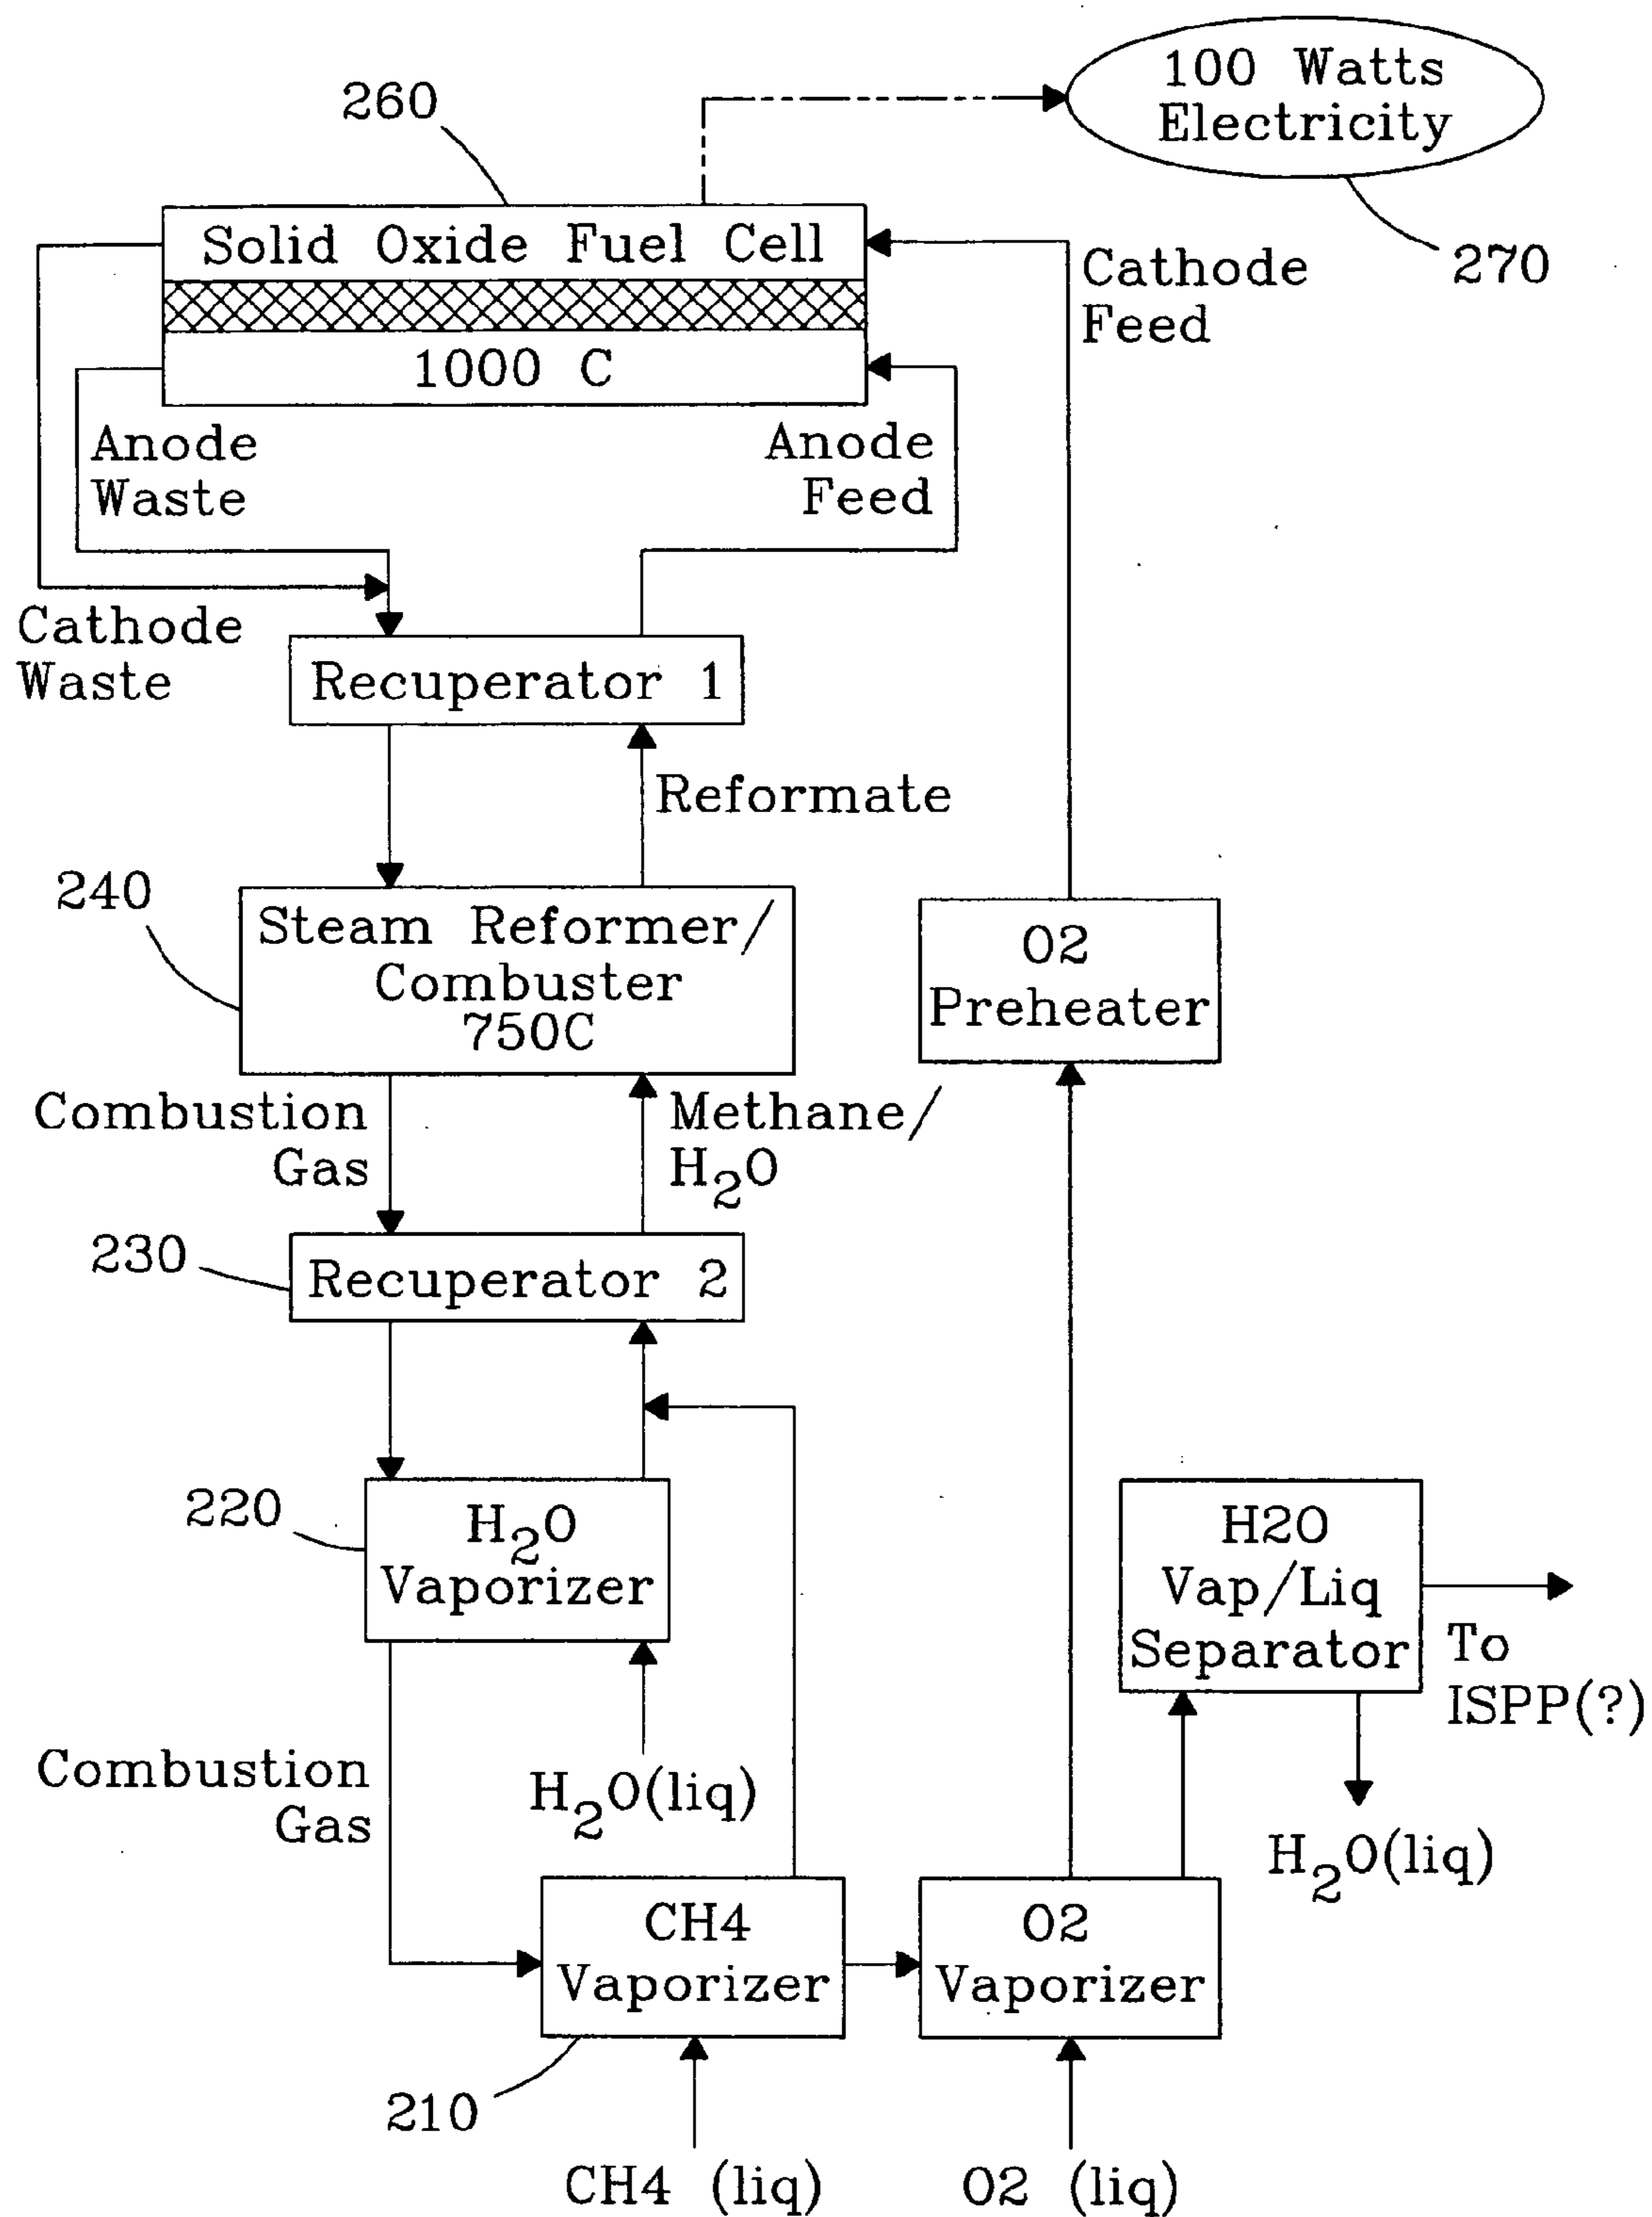 100 Watts
Electricity
260
270
Solid Oxide Fuel Cell
1000 C
Cathode
Feed
Anode
Waste
Anode
Feed
Cathode
Waste
Recuperator 1
Reformate
240
Steam Reformer/
Combuster
750C
O2
Preheater
Combustion
Gas
Methane/
H₂O
230
Recuperator 2
220
H₂O
Vaporizer
H2O
Vap/Liq
Separator
To
ISPP(?)
H₂O(liq)
Combustion
Gas
H₂O(liq)
CH4
Vaporizer
O2
Vaporizer
210
CH4 (liq)
O2 (liq)